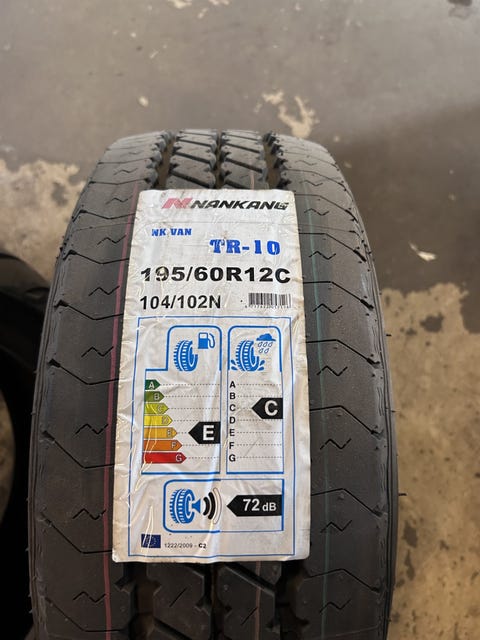 NANKANG
NK VAN TR-10
195/60R12C
104/102N
A
B
C
D
E
F
G
E
A
B
C
D
E
F
G
C
72 dB
1222/2009 - C2